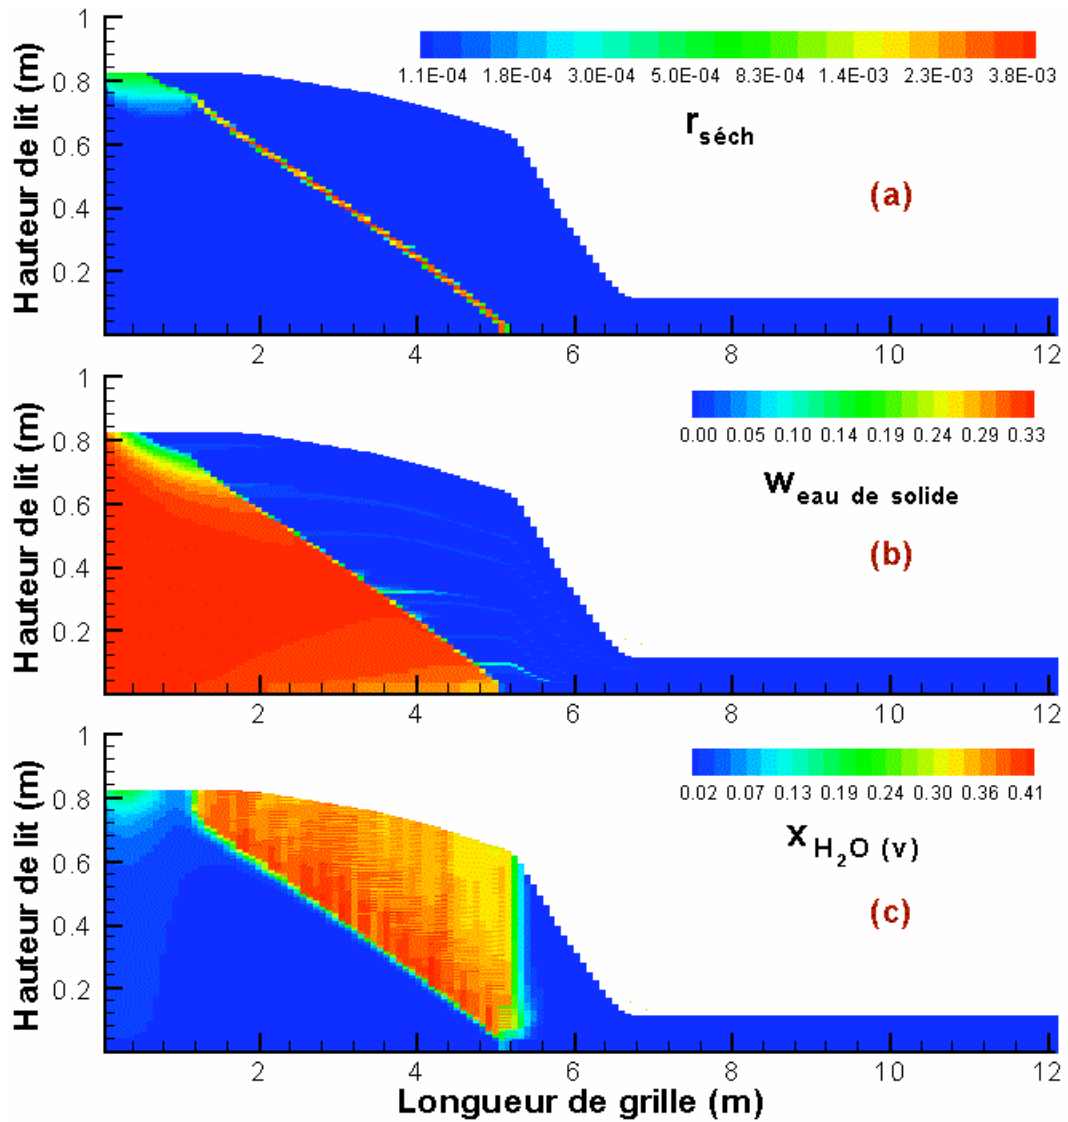 1
0.8
0.6
0.4
0.2
Hauteur de lit (m)
1.1E-04 1.8E-04 3.0E-04 5.0E-04 8.3E-04 1.4E-03 2.3E-03 3.8E-03
r séch
(a)
2 4 6 8 10 12
1
0.8
0.6
0.4
0.2
Hauteur de lit (m)
0.00 0.05 0.10 0.14 0.19 0.24 0.29 0.33
w eau de solide
(b)
2 4 6 8 10 12
1
0.8
0.6
0.4
0.2
Hauteur de lit (m)
0.02 0.07 0.13 0.19 0.24 0.30 0.36 0.41
x H2O (v)
(c)
2 4 6 8 10 12
Longueur de grille (m)